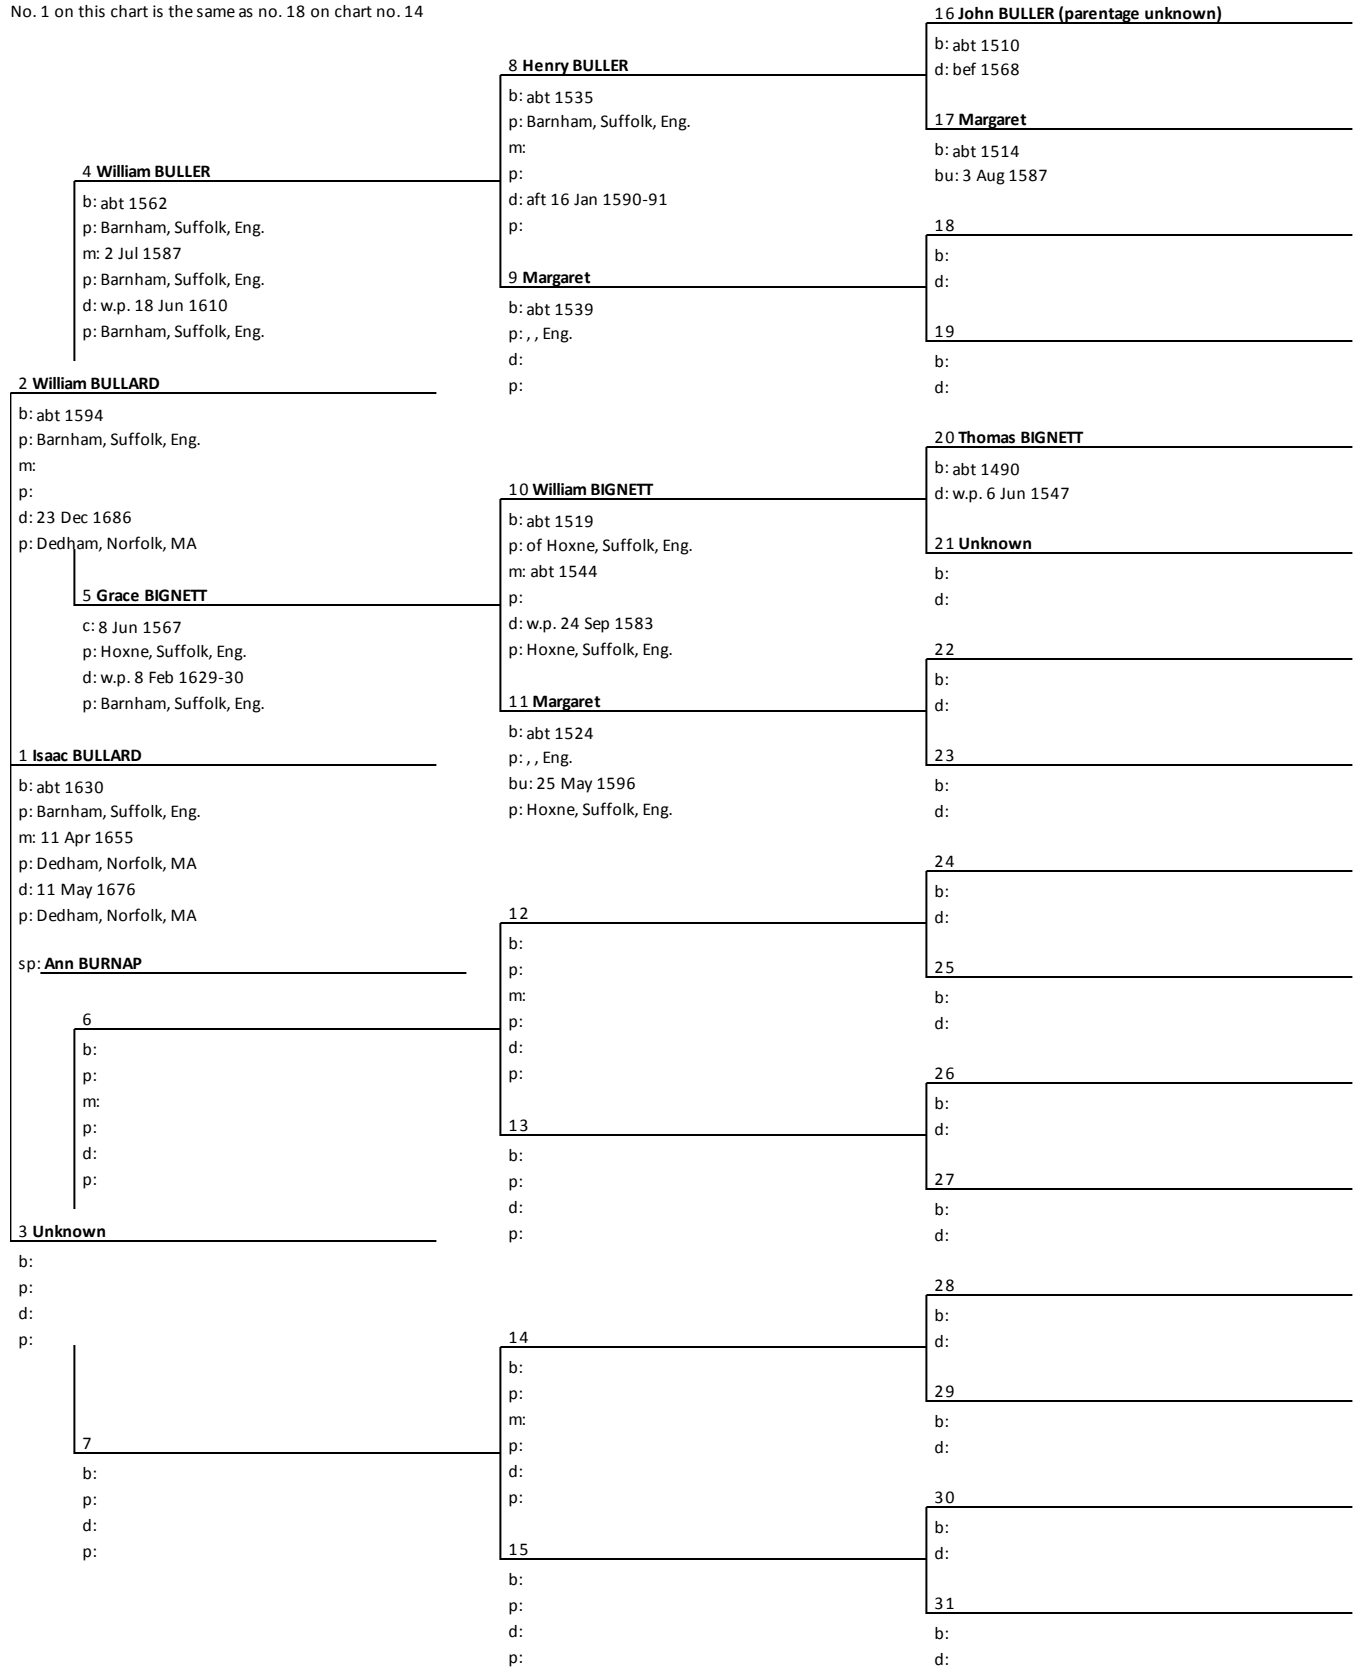 No. 1 on this chart is the same as no. 18 on chart no. 14
16 John BULLER (parentage unknown)
b: abt 1510
d: bef 1568
8 Henry BULLER
b: abt 1535
p: Barnham, Suffolk, Eng.
m:
p:
d: aft 16 Jan 1590-91
p:
17 Margaret
b: abt 1514
bu: 3 Aug 1587
4 William BULLER
b: abt 1562
p: Barnham, Suffolk, Eng.
m: 2 Jul 1587
p: Barnham, Suffolk, Eng.
d: w.p. 18 Jun 1610
p: Barnham, Suffolk, Eng.
18
b:
d:
9 Margaret
b: abt 1539
p: , , Eng.
d:
p:
19
b:
d:
2 William BULLARD
b: abt 1594
p: Barnham, Suffolk, Eng.
m:
p:
d: 23 Dec 1686
p: Dedham, Norfolk, MA
20 Thomas BIGNETT
b: abt 1490
d: w.p. 6 Jun 1547
10 William BIGNETT
b: abt 1519
p: of Hoxne, Suffolk, Eng.
m: abt 1544
p:
d: w.p. 24 Sep 1583
p: Hoxne, Suffolk, Eng.
21 Unknown
b:
d:
5 Grace BIGNETT
c: 8 Jun 1567
p: Hoxne, Suffolk, Eng.
d: w.p. 8 Feb 1629-30
p: Barnham, Suffolk, Eng.
22
b:
d:
11 Margaret
b: abt 1524
p: , , Eng.
bu: 25 May 1596
p: Hoxne, Suffolk, Eng.
23
b:
d:
1 Isaac BULLARD
b: abt 1630
p: Barnham, Suffolk, Eng.
m: 11 Apr 1655
p: Dedham, Norfolk, MA
d: 11 May 1676
p: Dedham, Norfolk, MA
sp: Ann BURNAP
24
b:
d:
12
b:
p:
m:
p:
d:
p:
25
b:
d:
6
b:
p:
m:
p:
d:
p:
26
b:
d:
13
b:
p:
d:
p:
27
b:
d:
3 Unknown
b:
p:
d:
p:
28
b:
d:
14
b:
p:
m:
p:
d:
p:
29
b:
d:
7
b:
p:
d:
p:
30
b:
d:
15
b:
p:
d:
p:
31
b:
d: